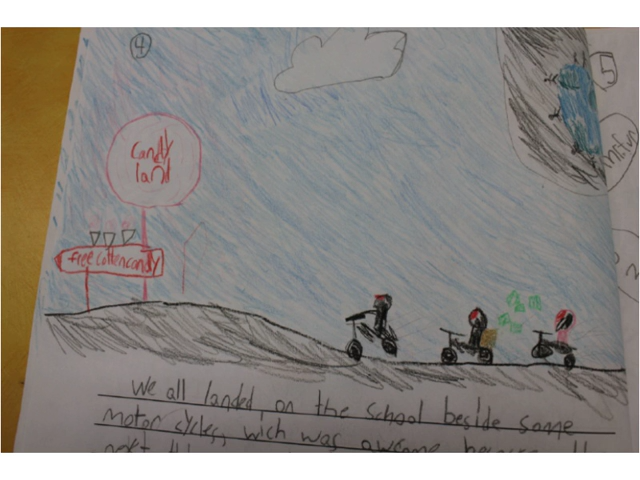 4
5
candy
land
free cottencandy
We all landed on the school beside some
motor cycles, wich was awsome because